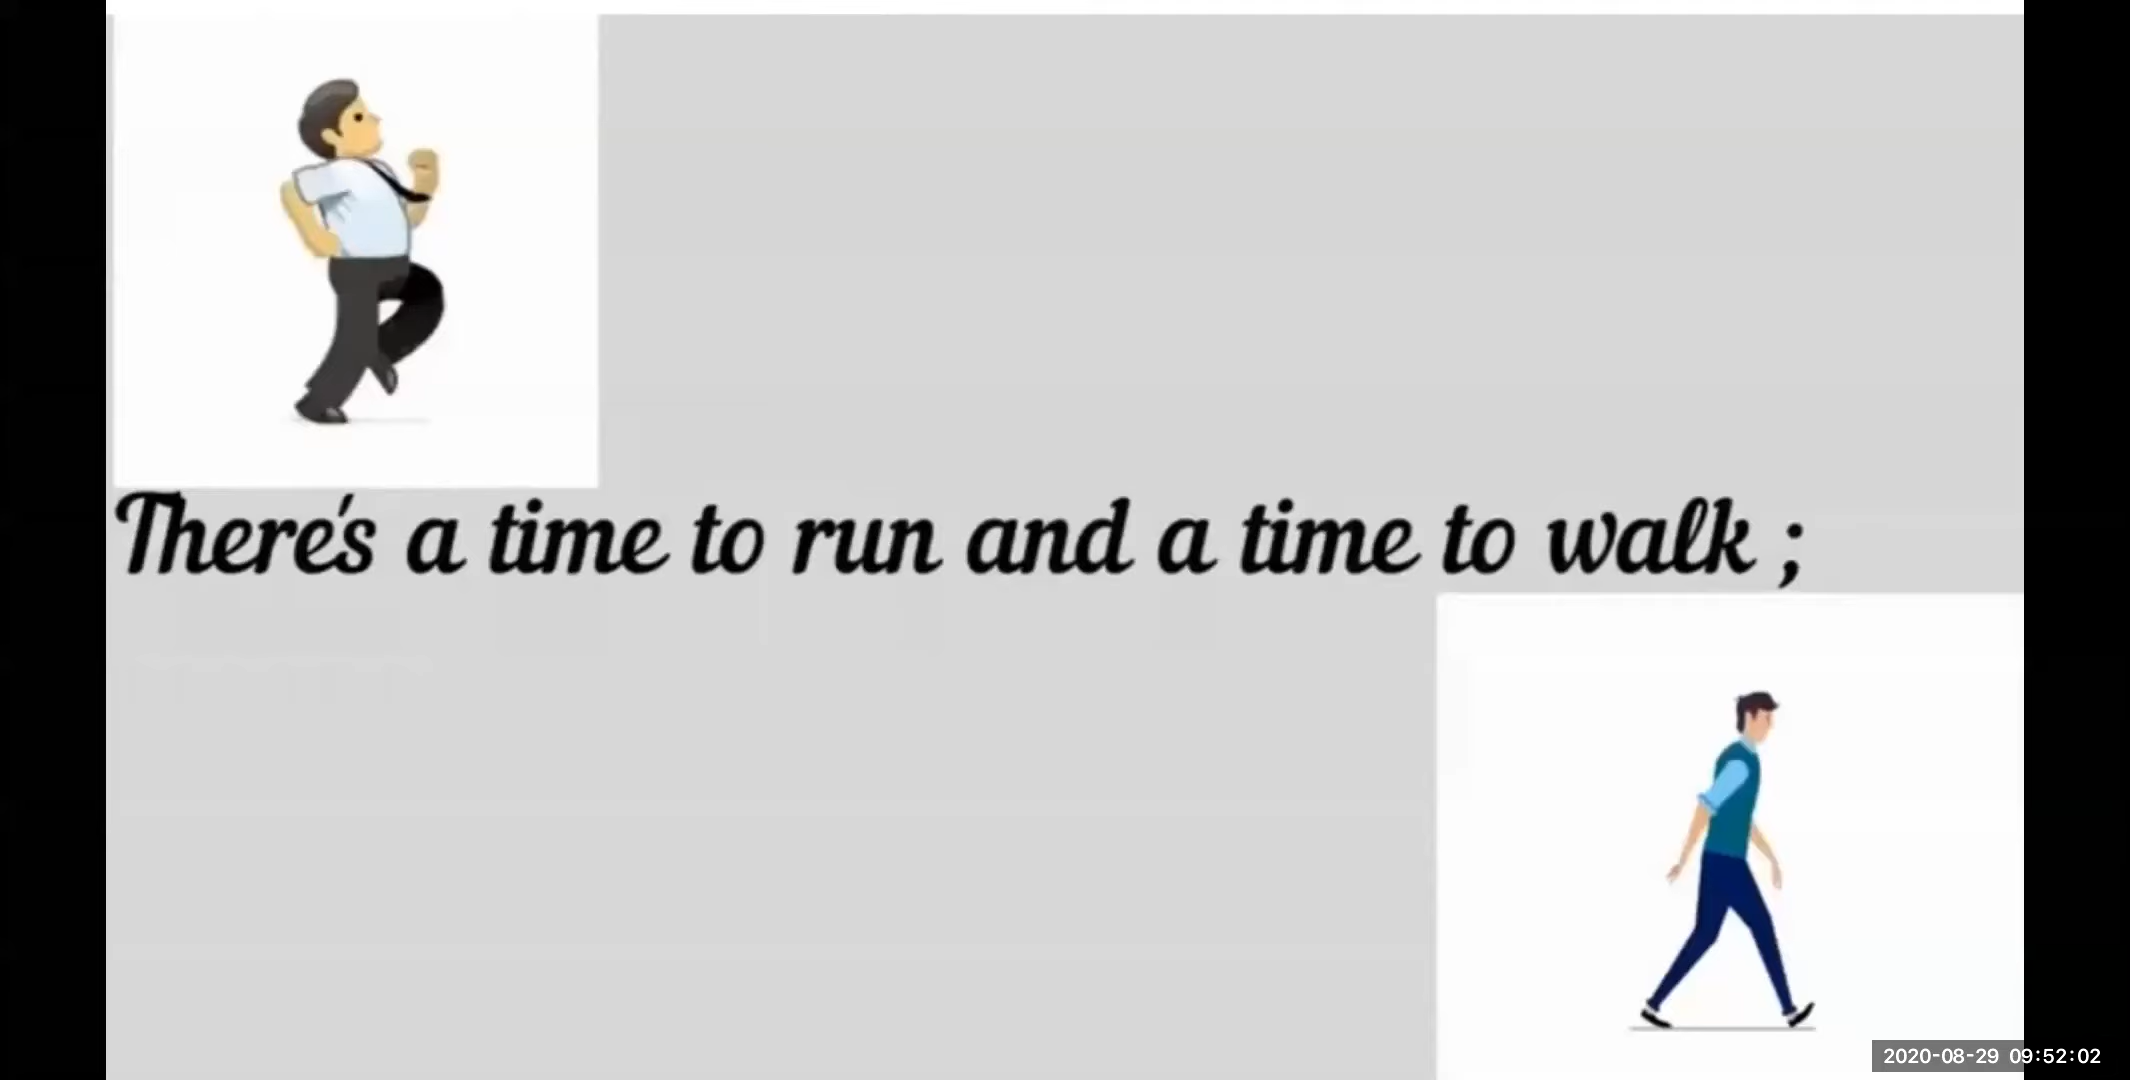 There's a time to run and a time to walk ;
2020-08-29 09:52:02